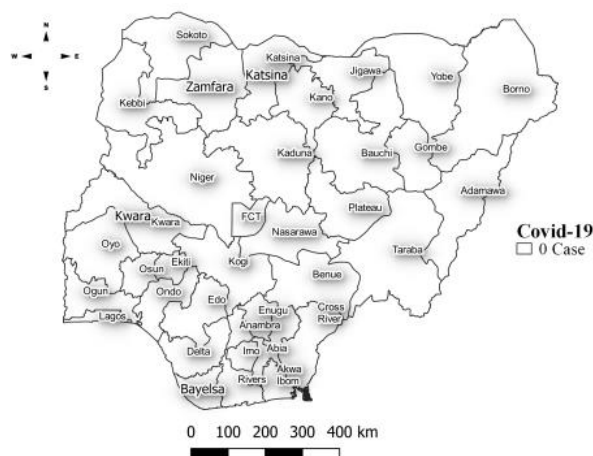 N
W E
S
Sokoto
Katsina
Katsina
Zamfara
Jigawa
Yobe
Borno
Kebbi
Kano
Kaduna
Bauchi
Gombe
Niger
Adamawa
Plateau
FCT
Nasarawa
Kwara
Kwara
Taraba
Oyo
Kogi
Benue
Osun
Ekiti
Ogun
Ondo
Edo
Lagos
Enugu
Anambra
Cross
River
Delta
Imo
Abia
Akwa
Ibom
Bayelsa
Rivers
Covid-19
0 Case
0 100 200 300 400 km